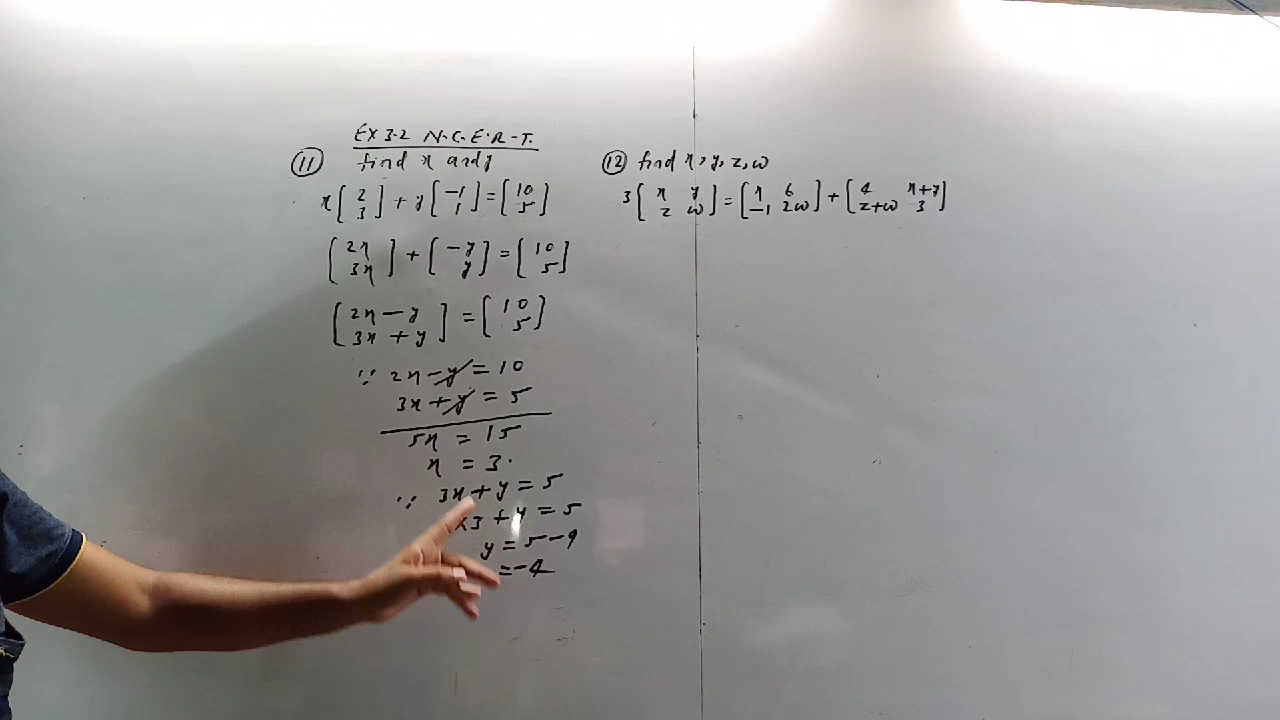 EX 3.2 N.C.E.R-T.
(11) find x and y
x [2 3] + y [-1 1] = [10 5]
[2x 3x] + [-y y] = [10 5]
[2x - y 3x + y] = [10 5]
∵ 2x - y = 10
3x + y = 5
5x = 15
x = 3.
∵ 3x + y = 5
x3 + y = 5
y = 5 - 9
= -4
(12) find x, y, z, w
3 [x y z w] = [x 6 -1 2w] + [4 x+y z+w 3]